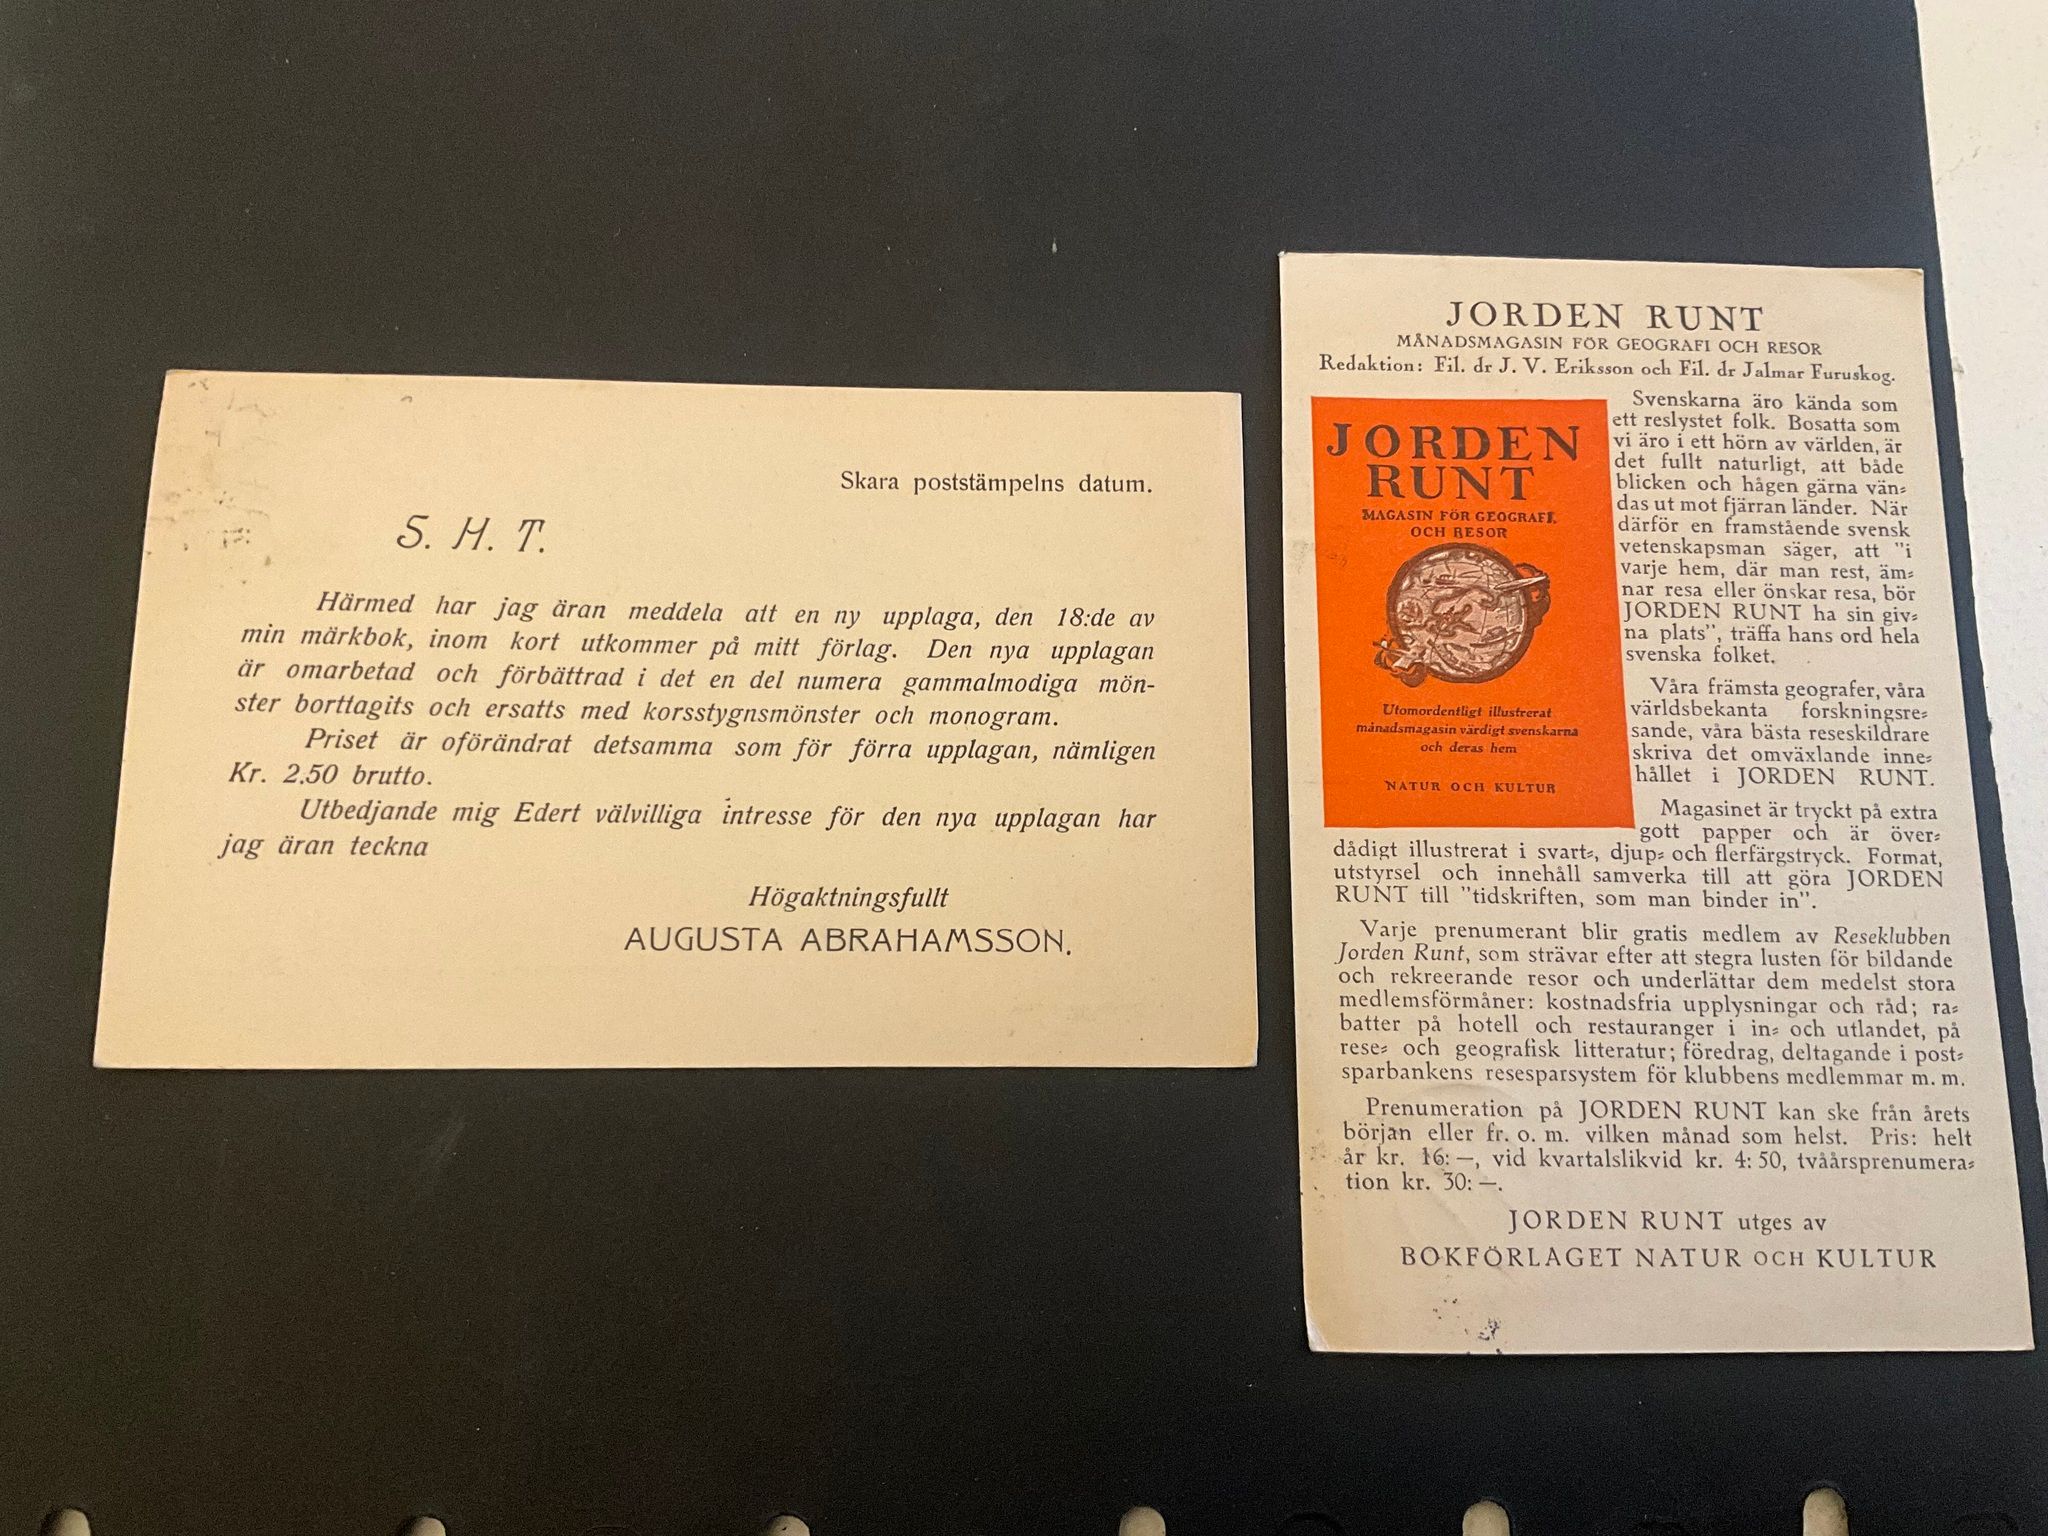 Skara poststämpelns datum.
S. H. T.
Härmed har jag äran meddela att en ny upplaga, den 18:de av
min märkbok, inom kort utkommer på mitt förlag. Den nya upplagan
är omarbetad och förbättrad i det en del numera gammalmodiga mön-
ster borttagits och ersatts med korsstygnsmönster och monogram.
Priset är oförändrat detsamma som för förra upplagan, nämligen
Kr. 2.50 brutto.
Utbedjande mig Edert välvilliga intresse för den nya upplagan har
jag äran teckna
Högaktningsfullt
AUGUSTA ABRAHAMSSON.
JORDEN RUNT
MÅNADSMAGASIN FÖR GEOGRAFI OCH RESOR
Redaktion: Fil. dr J. V. Eriksson och Fil. dr Jalmar Furuskog.
JORDEN
RUNT
MAGASIN FÖR GEOGRAFI
OCH RESOR
Utomordentligt illustrerat
månadsmagasin värdigt svenskarna
och deras hem
NATUR OCH KULTUR
Svenskarna äro kända som
ett reslystet folk. Bosatta som
vi äro i ett hörn av världen, är
det fullt naturligt, att både
blicken och hågen gärna vän-
das ut mot fjärran länder. När
därför en framstående svensk
vetenskapsman säger, att "i
varje hem, där man rest, äm-
nar resa eller önskar resa, bör
JORDEN RUNT ha sin giv-
na plats", träffa hans ord hela
svenska folket.
Våra främsta geografer, våra
världsbekanta forskningsre-
sande, våra bästa reseskildrare
skriva det omväxlande inne-
hållet i JORDEN RUNT.
Magasinet är tryckt på extra
gott papper och är över-
dådigt illustrerat i svart-, djup- och flerfärgstryck. Format,
utstyrsel och innehåll samverka till att göra JORDEN
RUNT till "tidskriften, som man binder in".
Varje prenumerant blir gratis medlem av Reseklubben
Jorden Runt, som strävar efter att stegra lusten för bildande
och rekreerande resor och underlättar dem medelst stora
medlemsförmåner: kostnadsfria upplysningar och råd; ra-
batter på hotell och restauranger i in- och utlandet, på
rese- och geografisk litteratur; föredrag, deltagande i post-
sparbankens resesparsystem för klubbens medlemmar m. m.
Prenumeration på JORDEN RUNT kan ske från årets
början eller fr. o. m. vilken månad som helst. Pris: helt
år kr. 16: —, vid kvartalslikvid kr. 4: 50, tvåårsprenumera-
tion kr. 30: —.
JORDEN RUNT utges av
BOKFÖRLAGET NATUR OCH KULTUR